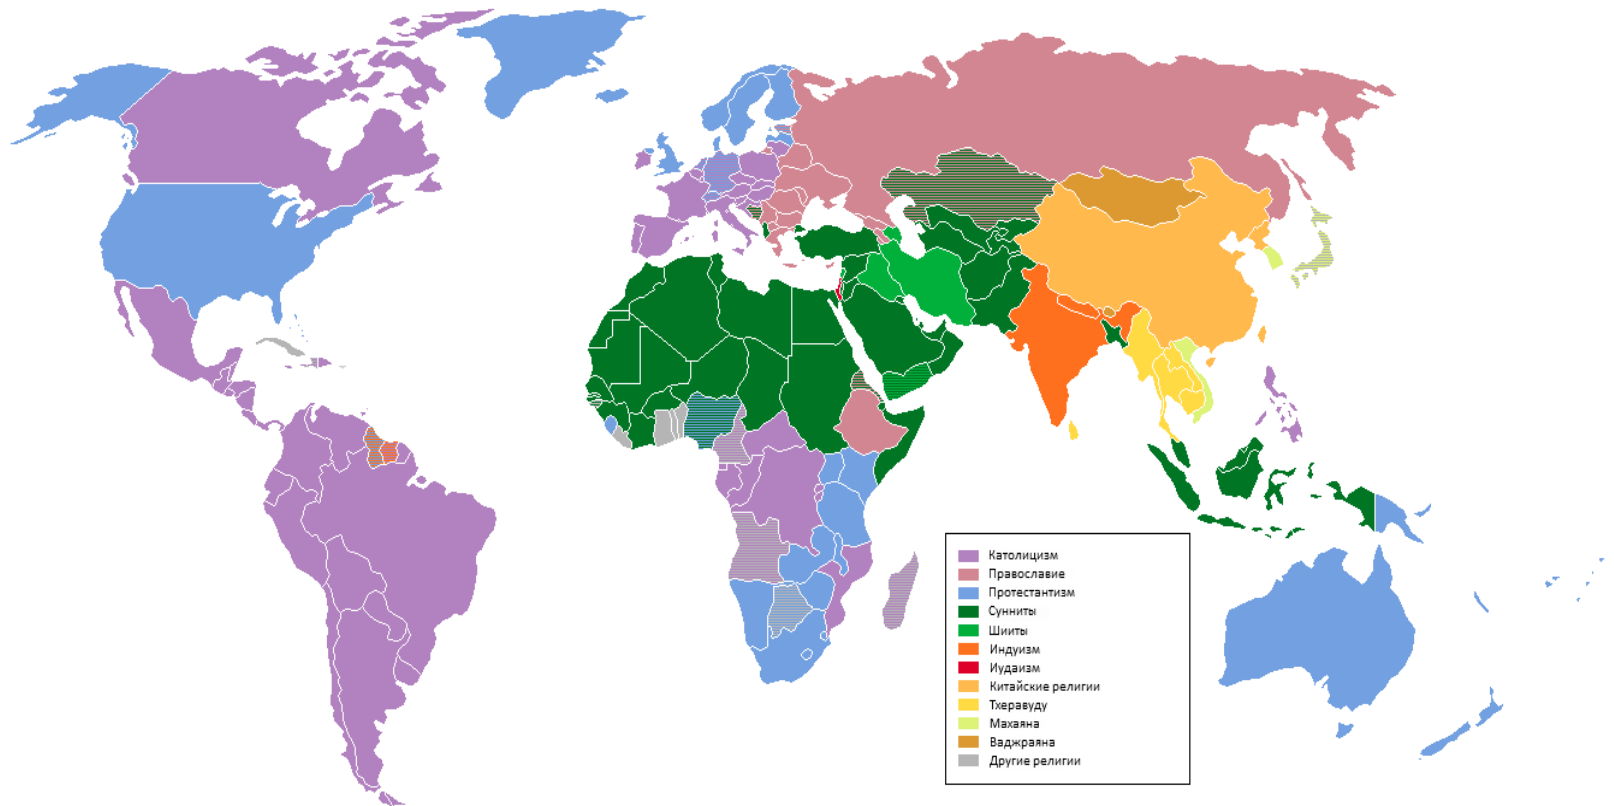 Католицизм
Православие
Протестантизм
Сунниты
Шииты
Индуизм
Иудаизм
Китайские религии
Тхеравуду
Махаяна
Ваджраяна
Другие религии